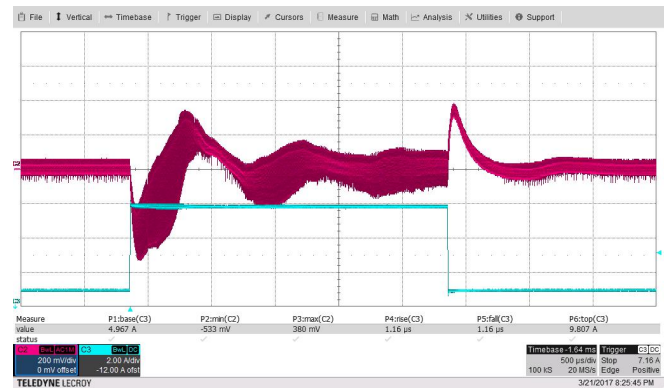 File Vertical Timebase Trigger Display Cursors Measure Math Analysis Utilities Support
Measure P1:base(C3) P2:min(C2) P3:max(C2) P4:rise(C3) P5:fall(C3) P6:top(C3)
value 4.967 A -533 mV 380 mV 1.16 µs 1.16 µs 9.807 A
status
C2 BwL AC1M C3 BwL DC Timebase -1.64 ms Trigger C3 DC
200 mV/div 2.00 A/div 500 µs/div Stop 7.16 A
0 mV offset -12.00 A ofst 100 kS 20 MS/s Edge Positive
TELEDYNE LECROY 3/21/2017 8:25:45 PM